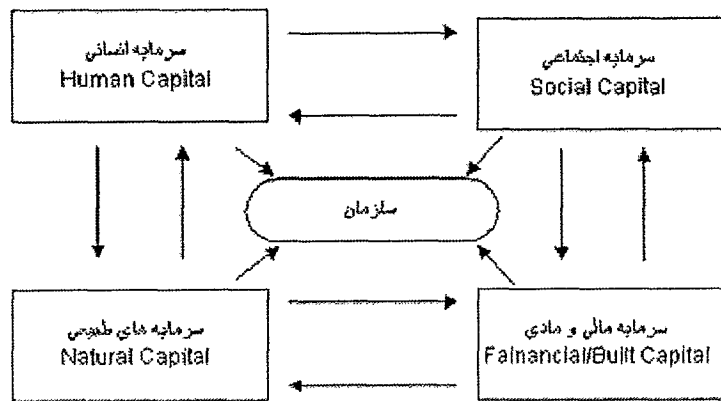 سرمایه انسانی
Human Capital
سرمایه اجتماعی
Social Capital
سازمان
سرمایه های طبیعی
Natural Capital
سرمایه مالی و مادی
Fainancial/Built Capital